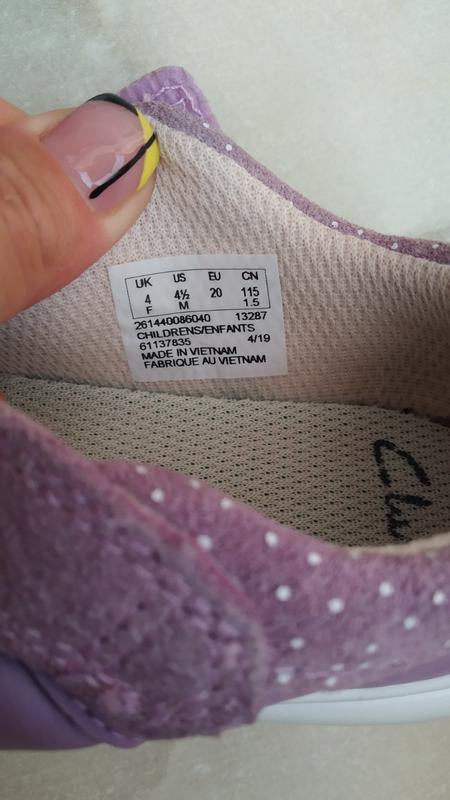 UK US EU CN
4 4½ 20 115
F M 1.5
261440086040 13287
CHILDRENS/ENFANTS
61137835 4/19
MADE IN VIETNAM
FABRIQUE AU VIETNAM